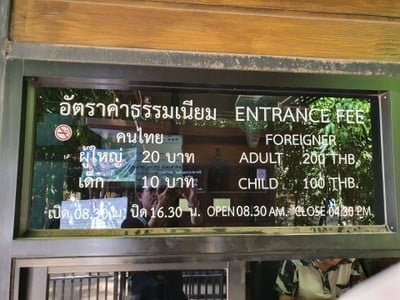 อัตราค่าธรรมเนียม ENTRANCE FEE
คนไทย FOREIGNER
ผู้ใหญ่ 20 บาท ADULT 200 THB.
เด็ก 10 บาท CHILD 100 THB.
เปิด 08.30 น. ปิด 16.30 น. OPEN 08.30 AM. CLOSE 04.30 PM.